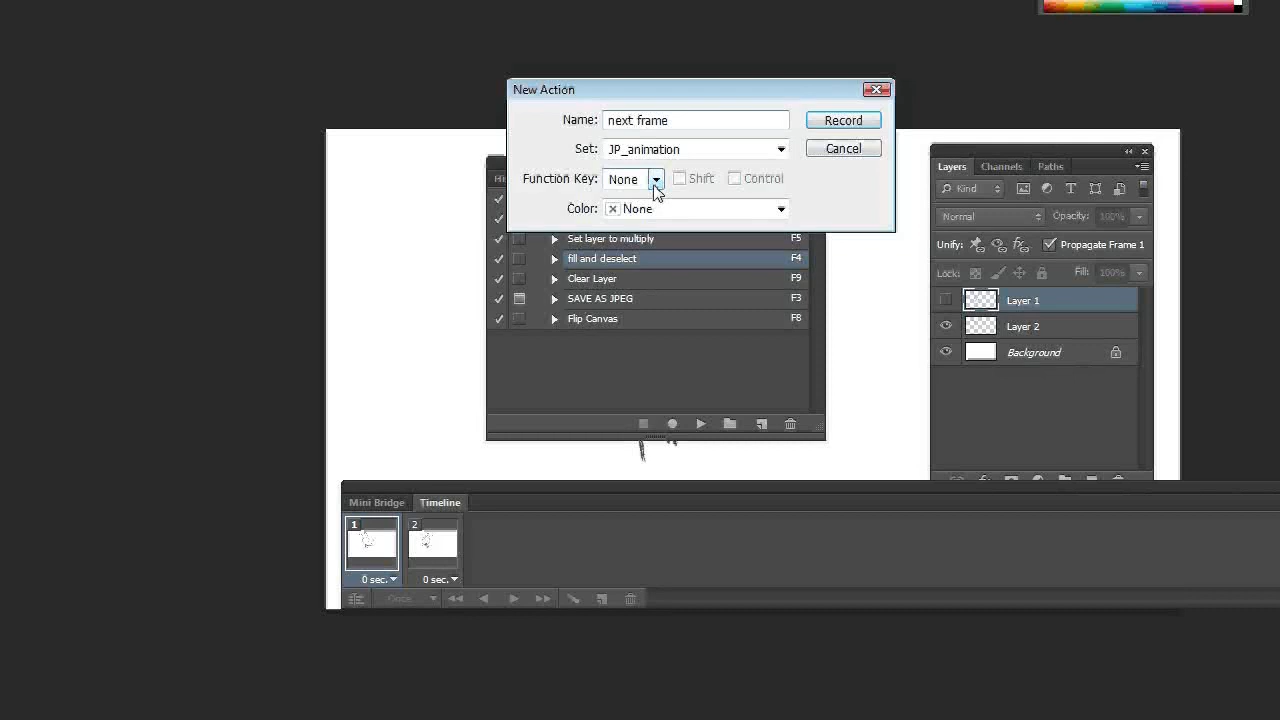 New Action
Name: next frame
Record
Set: JP_animation
Cancel
Function Key: None
Shift
Control
Color: None
Set layer to multiply F5
fill and deselect F4
Clear Layer F9
SAVE AS JPEG F3
Flip Canvas F8
Layers Channels Paths
Kind
Normal Opacity: 100%
Unify: Propagate Frame 1
Lock: Fill: 100%
Layer 1
Layer 2
Background
Mini Bridge Timeline
1 2
0 sec. 0 sec.
Once